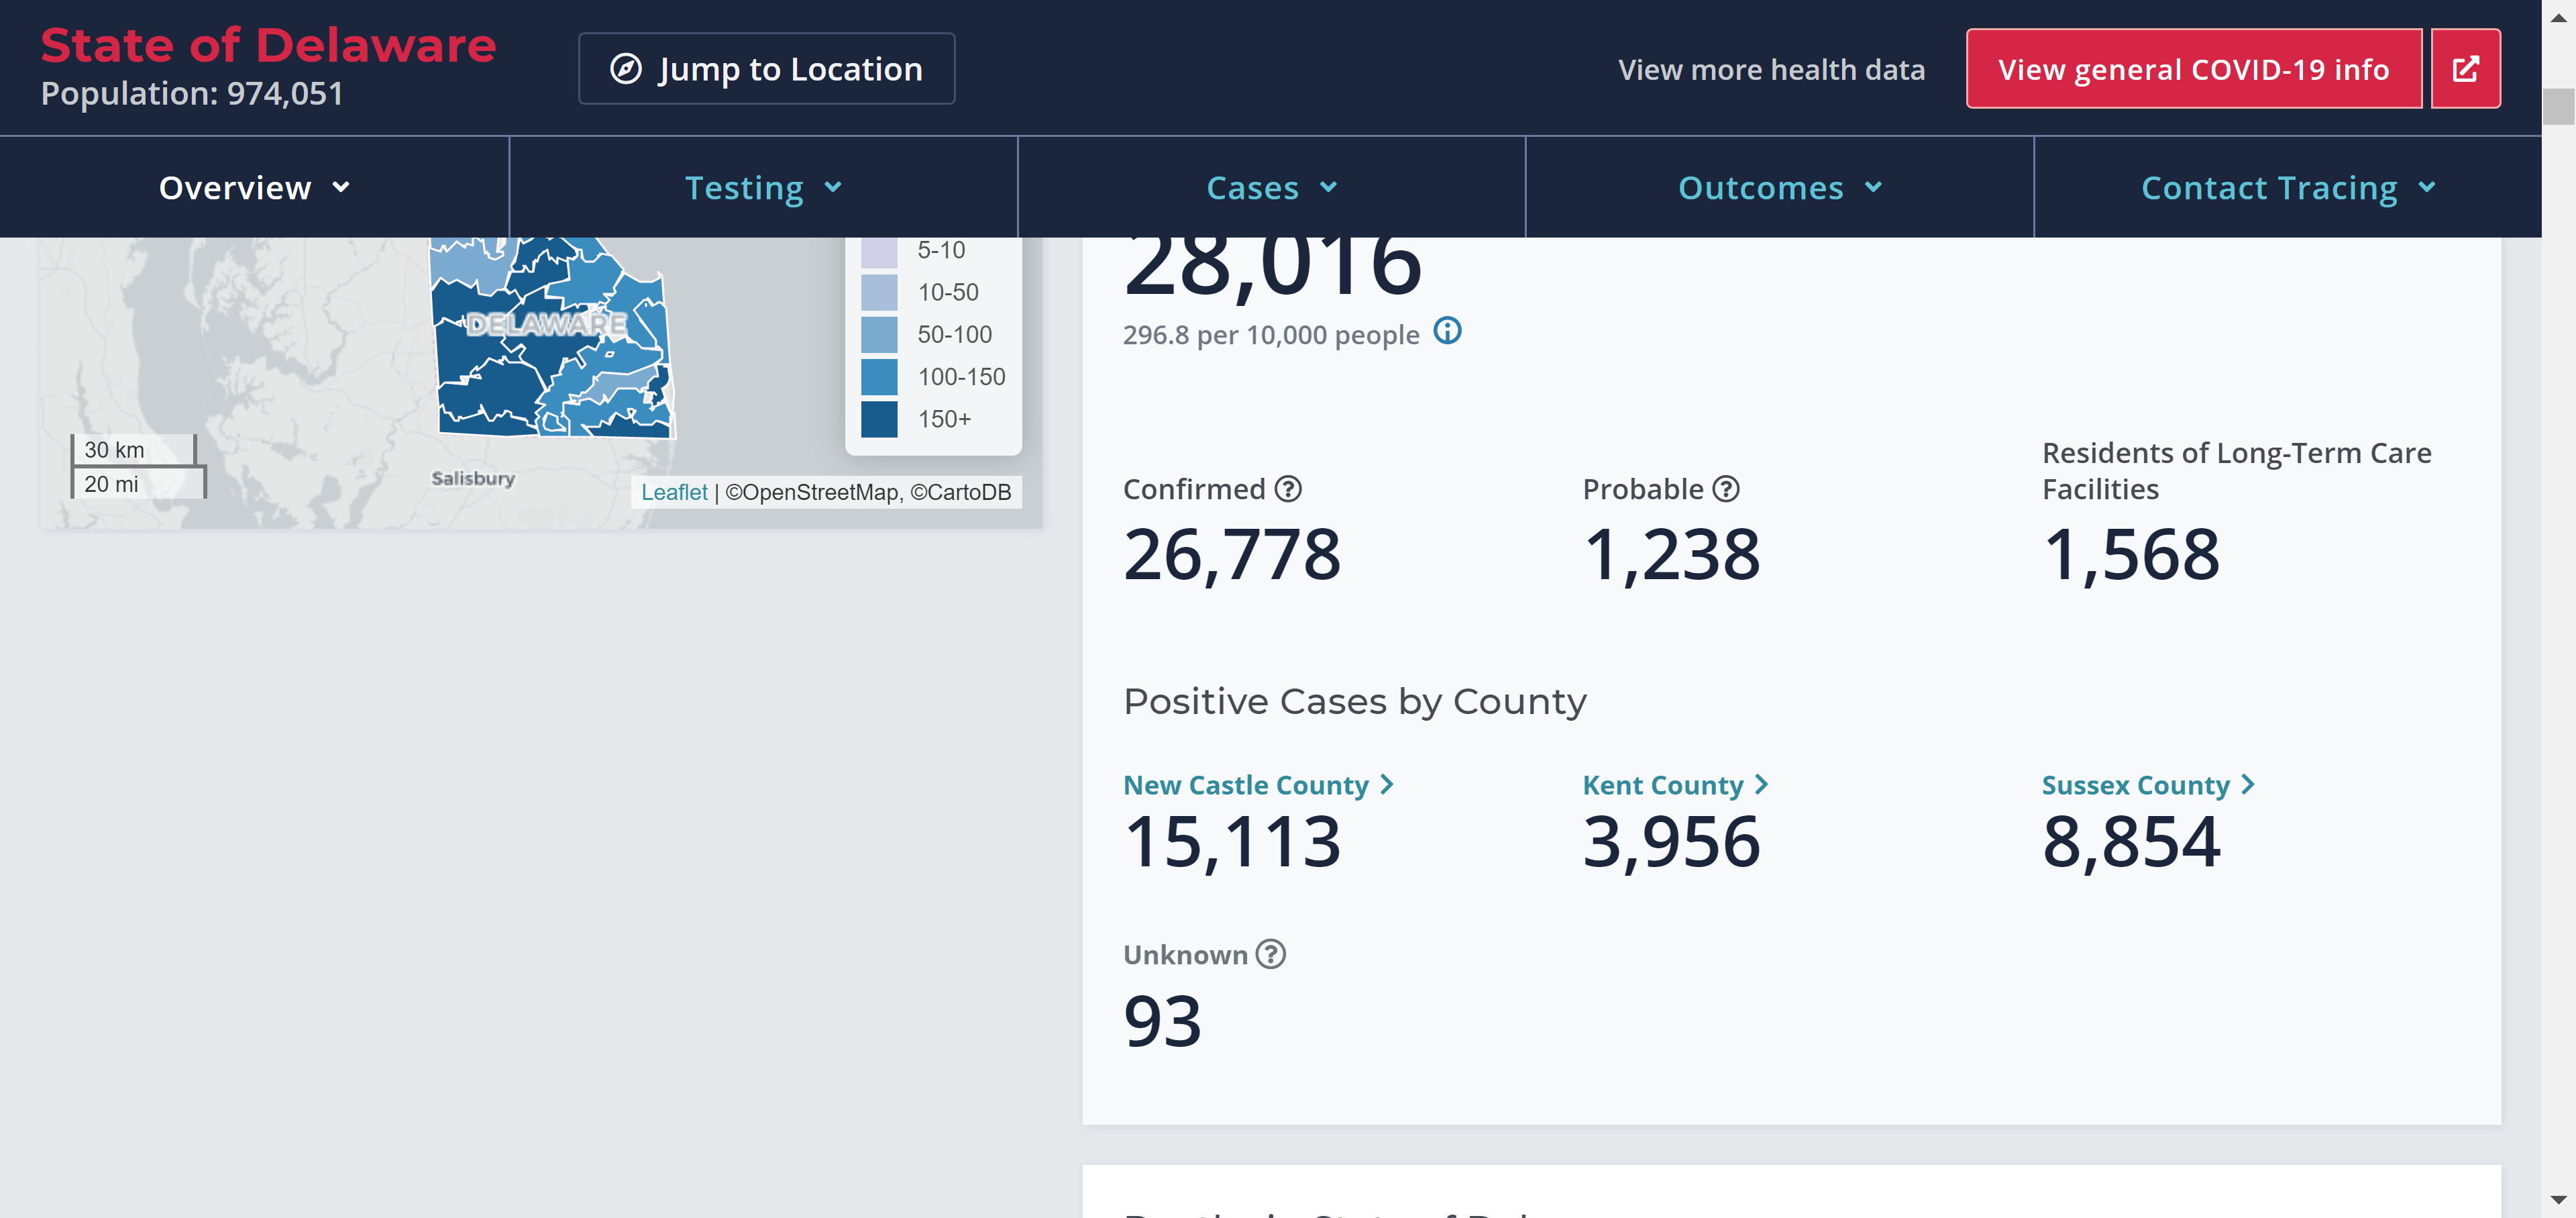 State of Delaware
Population: 974,051
Jump to Location
View more health data
View general COVID-19 info
Overview
Testing
Cases
Outcomes
Contact Tracing
5-10
10-50
50-100
100-150
150+
DELAWARE
Salisbury
30 km
20 mi
Leaflet | ©OpenStreetMap, ©CartoDB
28,016
296.8 per 10,000 people
Confirmed
26,778
Probable
1,238
Residents of Long-Term Care
Facilities
1,568
Positive Cases by County
New Castle County
15,113
Kent County
3,956
Sussex County
8,854
Unknown
93